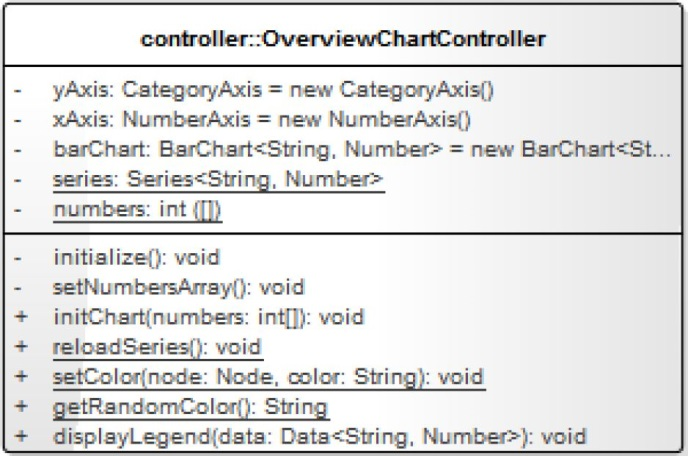 controller::OverviewChartController
- yAxis: CategoryAxis = new CategoryAxis()
- xAxis: NumberAxis = new NumberAxis()
- barChart: BarChart<String, Number> = new BarChart<St...
- series: Series<String, Number>
- numbers: int ([])
- initialize(): void
- setNumbersArray(): void
+ initChart(numbers: int[]): void
+ reloadSeries(): void
+ setColor(node: Node, color: String): void
+ getRandomColor(): String
+ displayLegend(data: Data<String, Number>): void